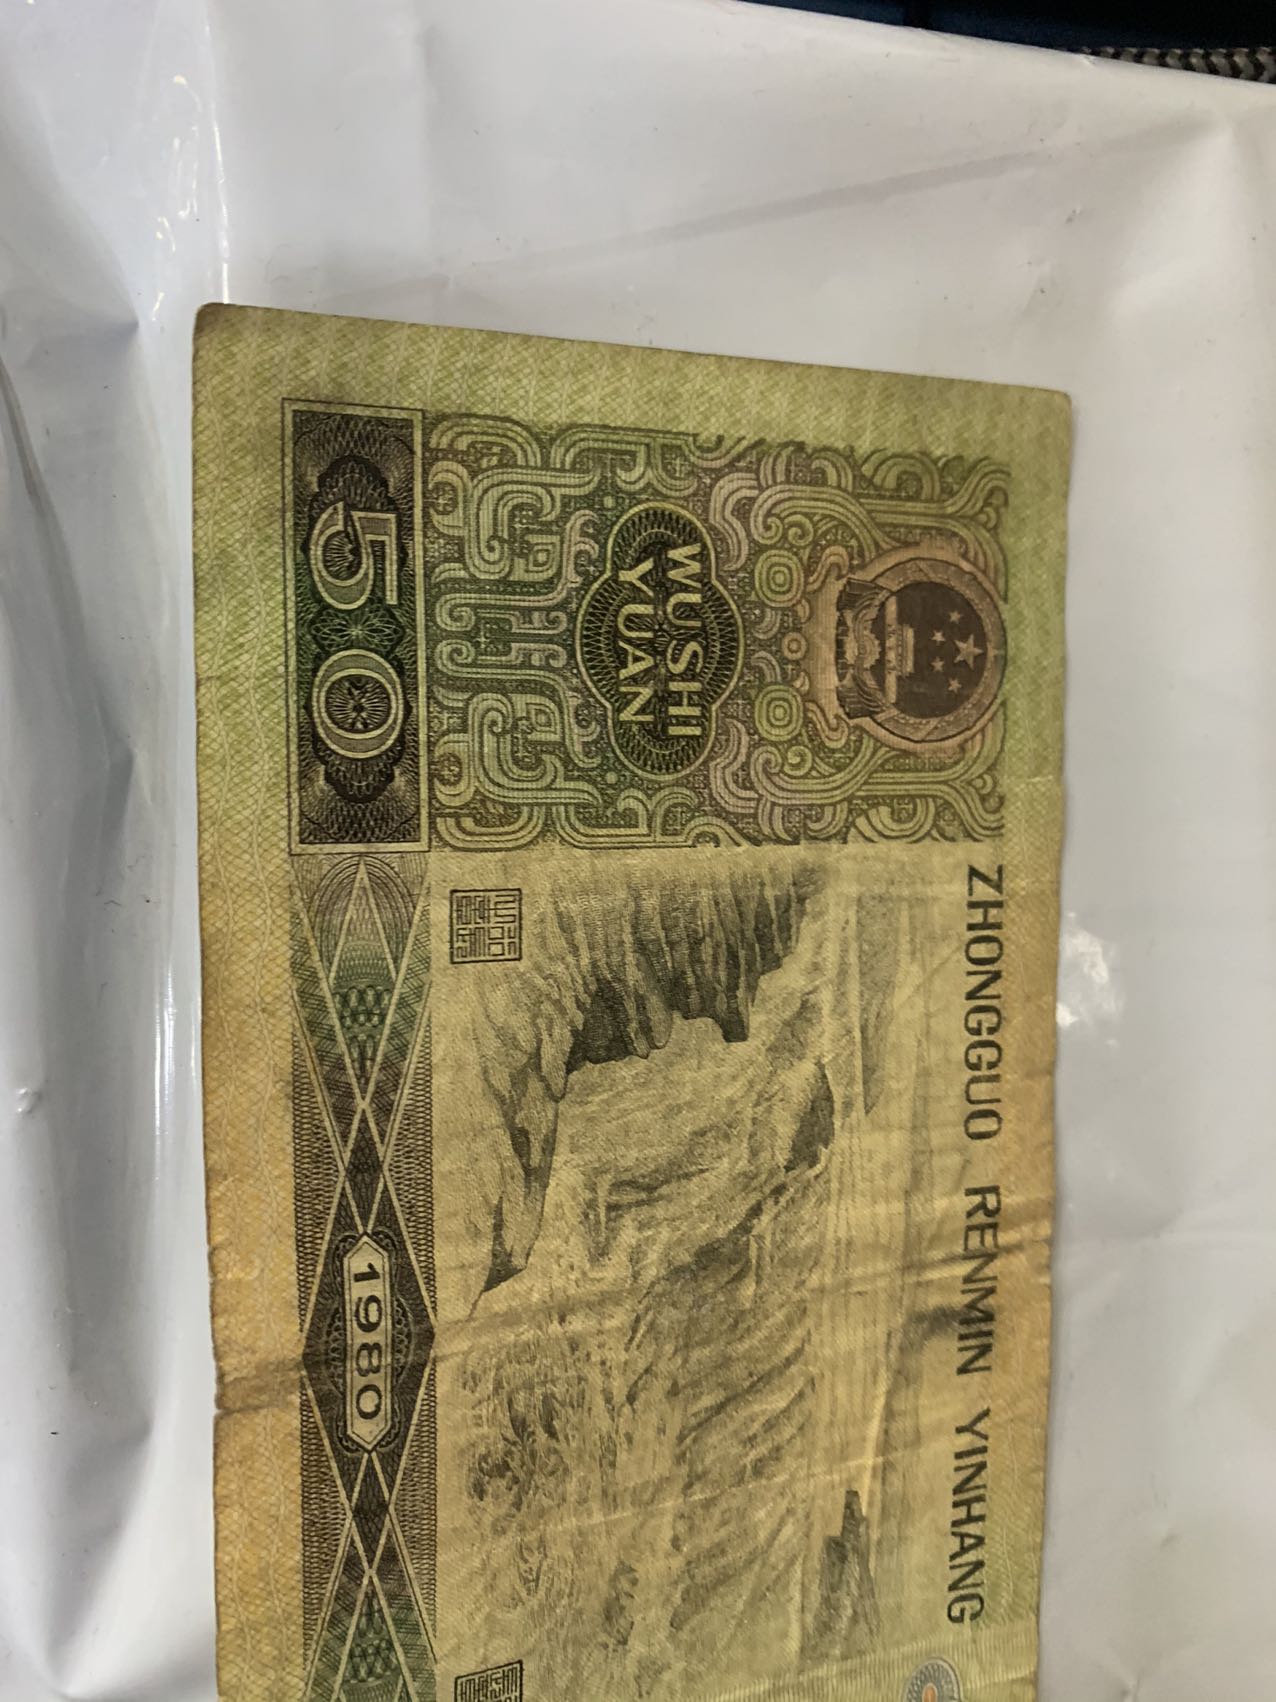 ZHONGGUO RENMIN YINHANG
WUSHI
YUAN
50
1980